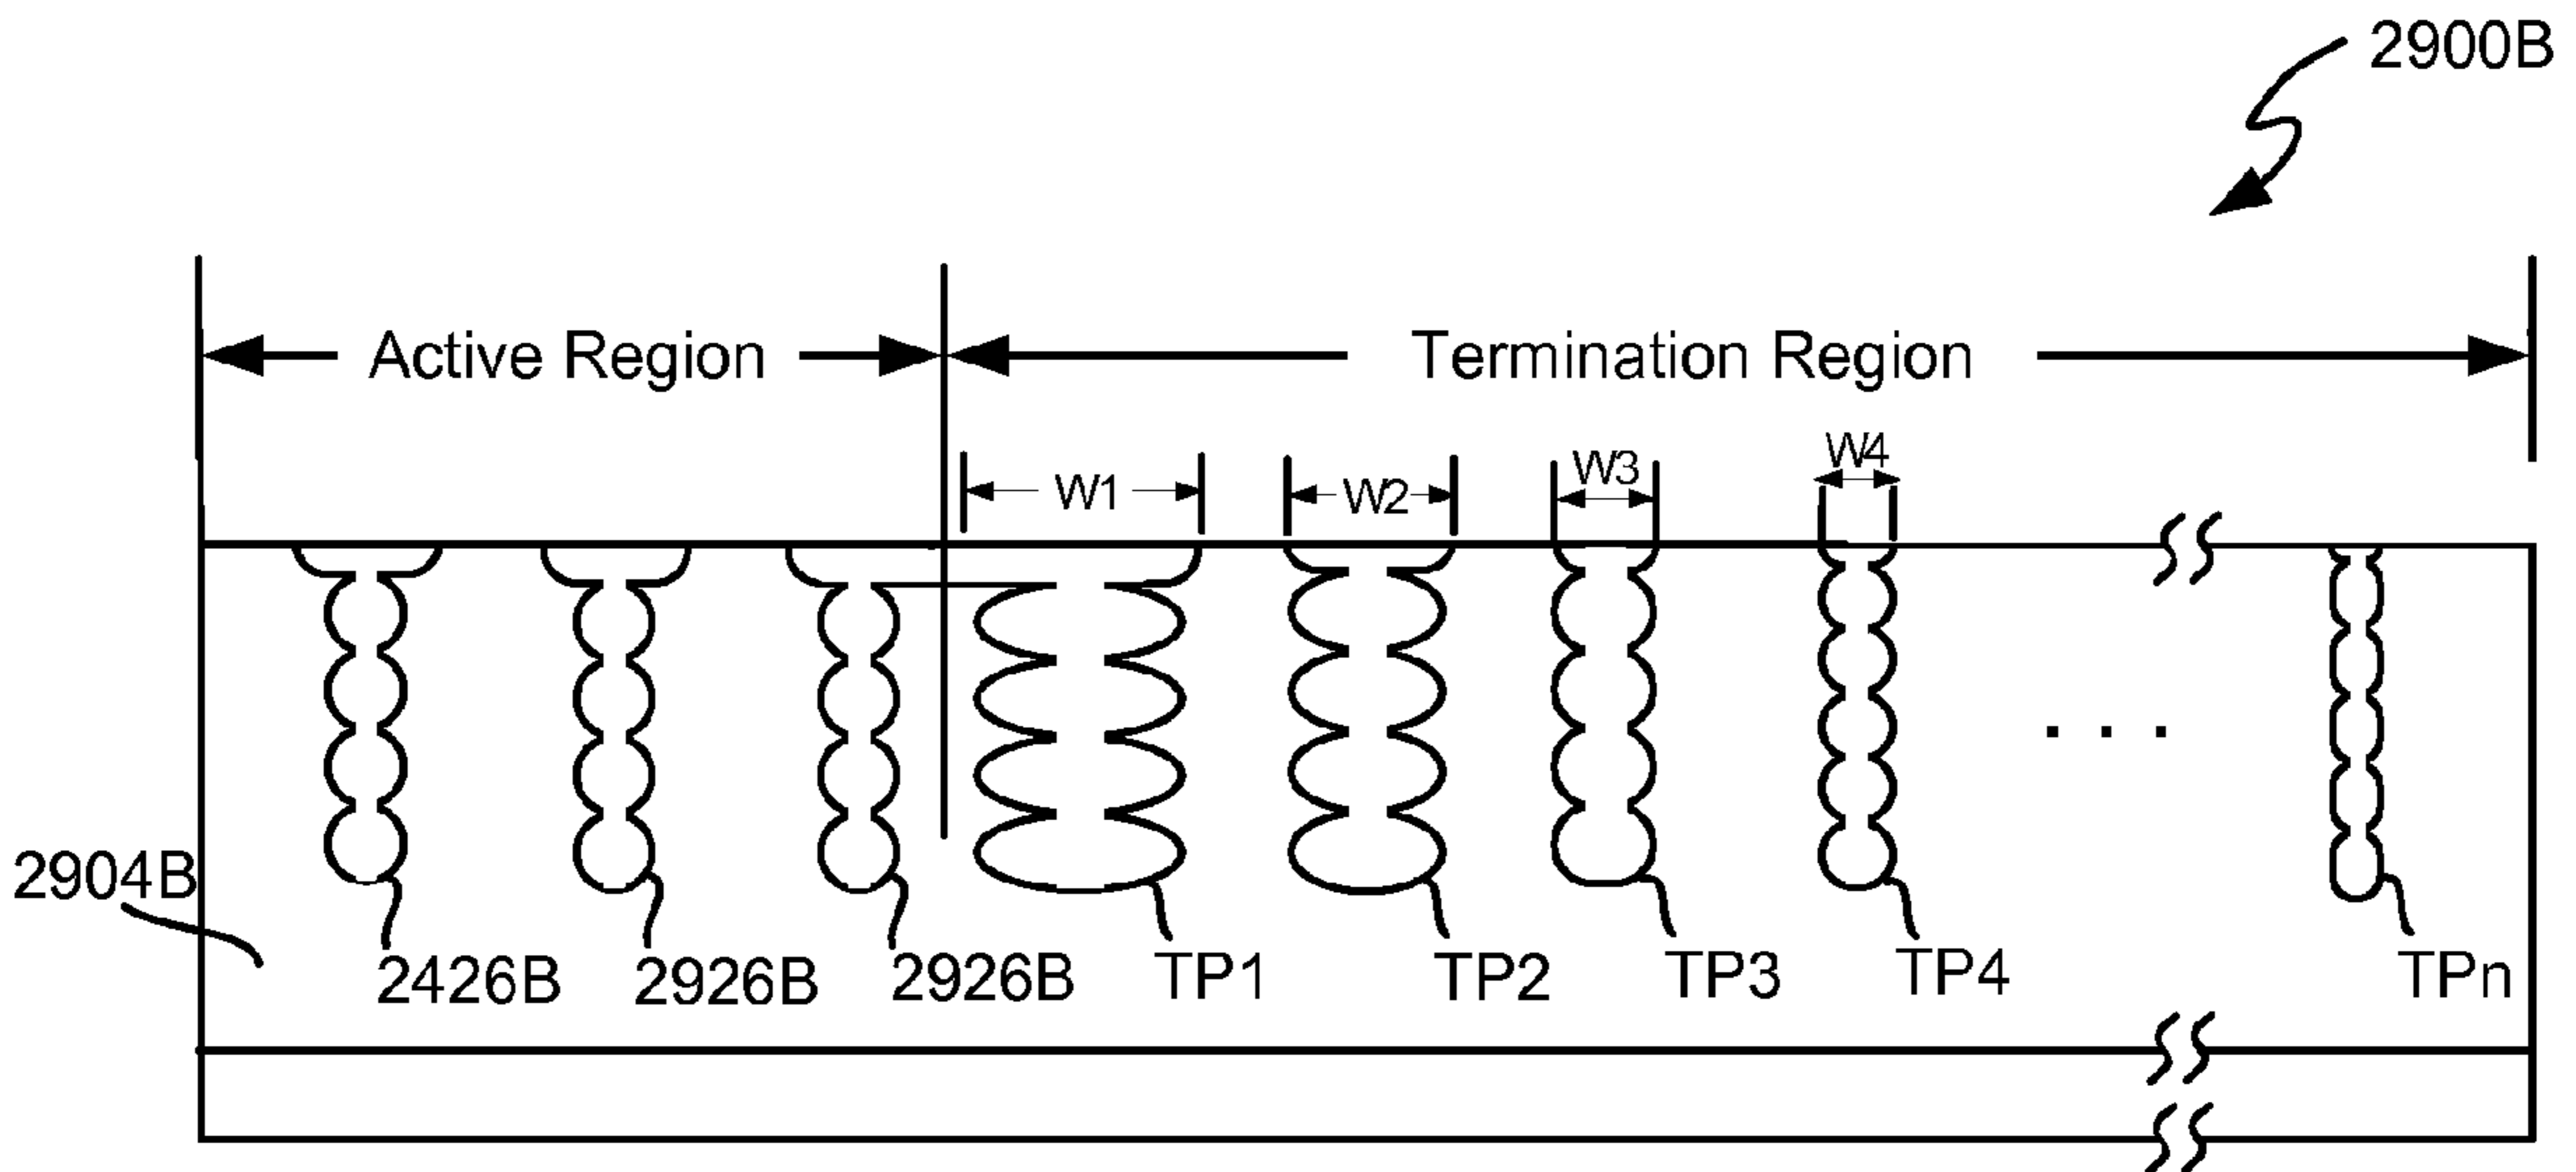 2900B
Active Region
Termination Region
W1
W2
W3
W4
2904B
2426B
2926B
2926B
TP1
TP2
TP3
TP4
. . .
TPn